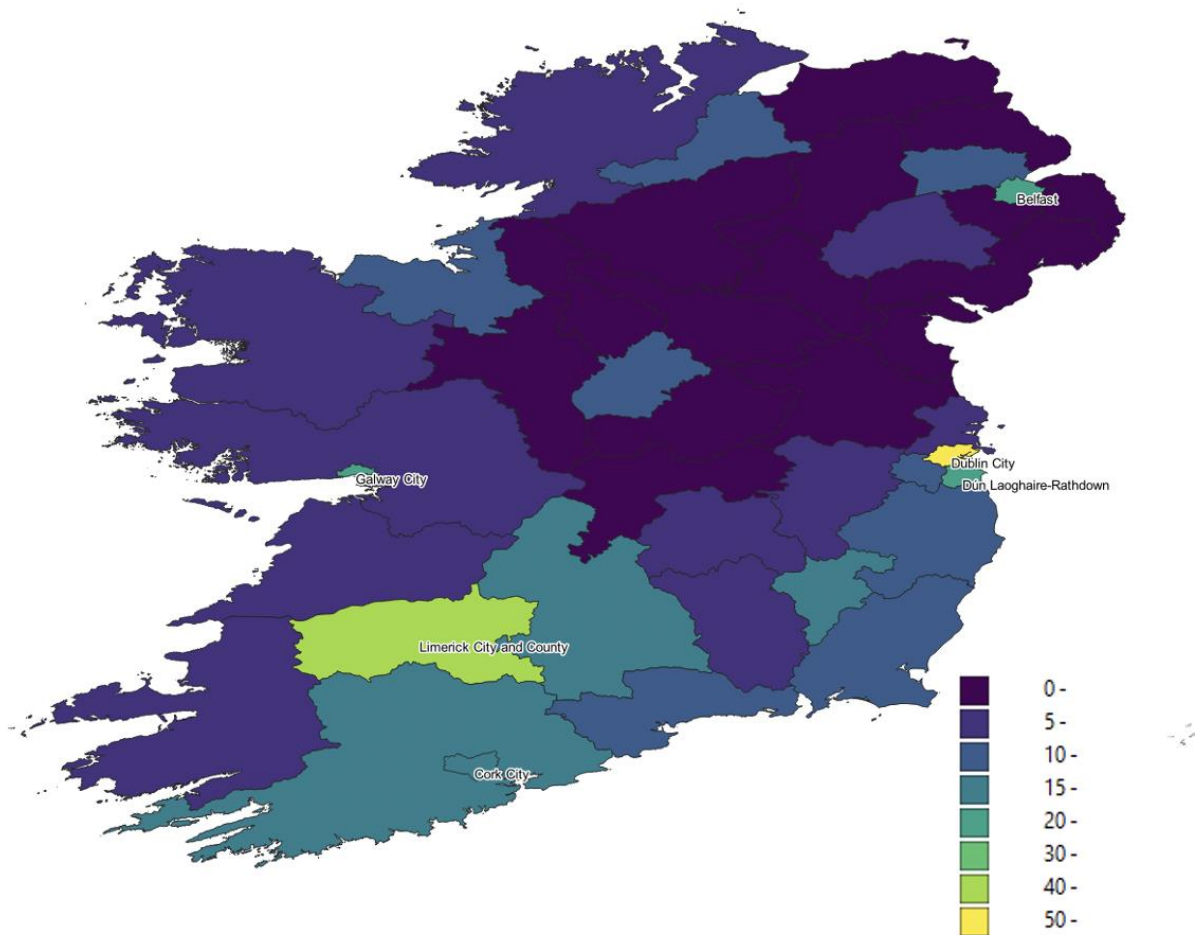 Belfast
Dublin City
Galway City
Dún Laoghaire-Rathdown
Limerick City and County
Cork City
0 -
5 -
10 -
15 -
20 -
30 -
40 -
50 -